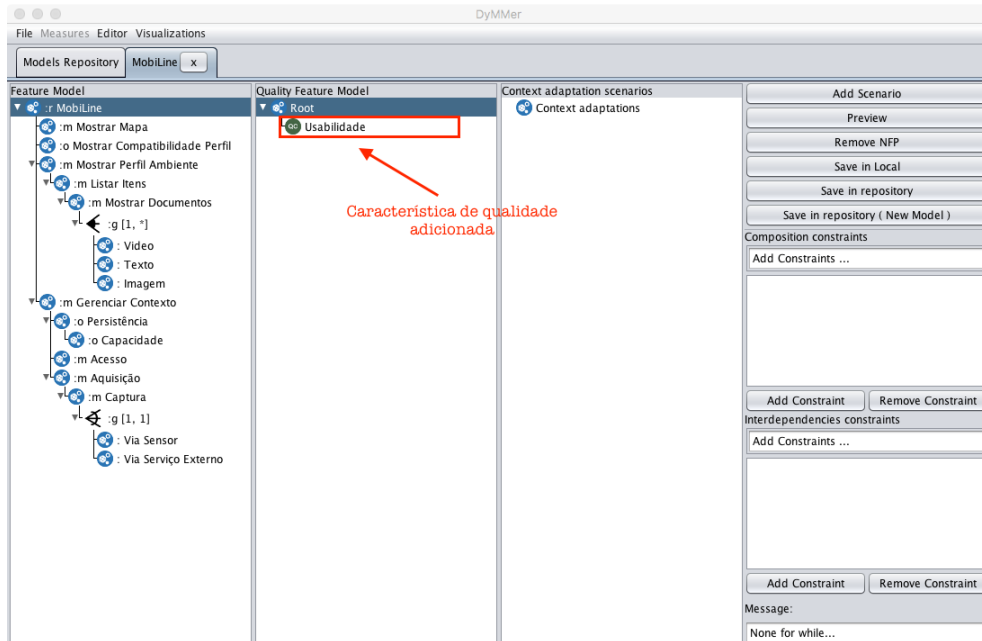 DyMMer
File Measures Editor Visualizations
Models Repository
MobiLine x
Feature Model
:r MobiLine
:m Mostrar Mapa
:o Mostrar Compatibilidade Perfil
:m Mostrar Perfil Ambiente
:m Listar Itens
:m Mostrar Documentos
:g [1, *]
: Video
: Texto
: Imagem
:m Gerenciar Contexto
:o Persistência
:o Capacidade
:m Acesso
:m Aquisição
:m Captura
:g [1, 1]
: Via Sensor
: Via Serviço Externo
Quality Feature Model
Root
QC Usabilidade
Característica de qualidade
adicionada
Context adaptation scenarios
Context adaptations
Add Scenario
Preview
Remove NFP
Save in Local
Save in repository
Save in repository ( New Model )
Composition constraints
Add Constraints ...
Add Constraint Remove Constraint
Interdependencies constraints
Add Constraints ...
Add Constraint Remove Constraint
Message:
None for while...